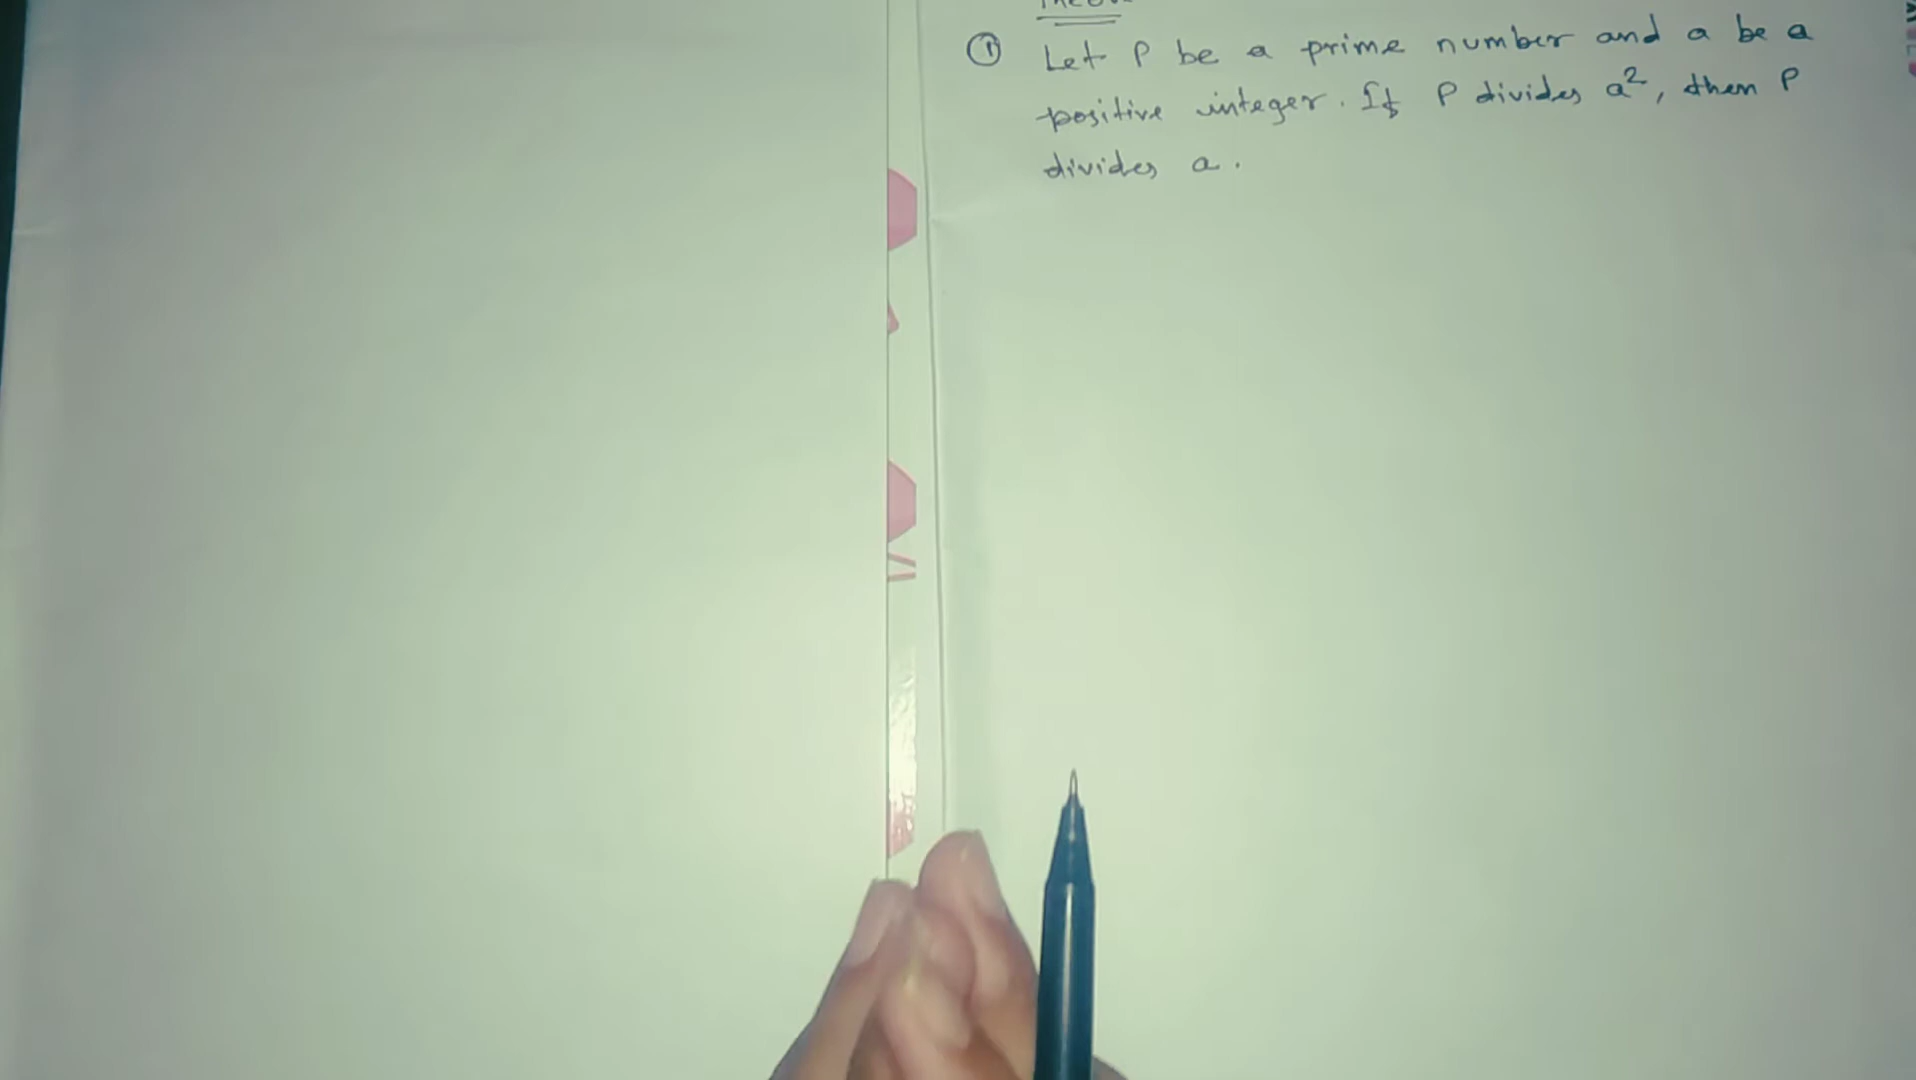 ① Let P be a prime number and a be a
positive integer. If P divides a², then P
divides a.